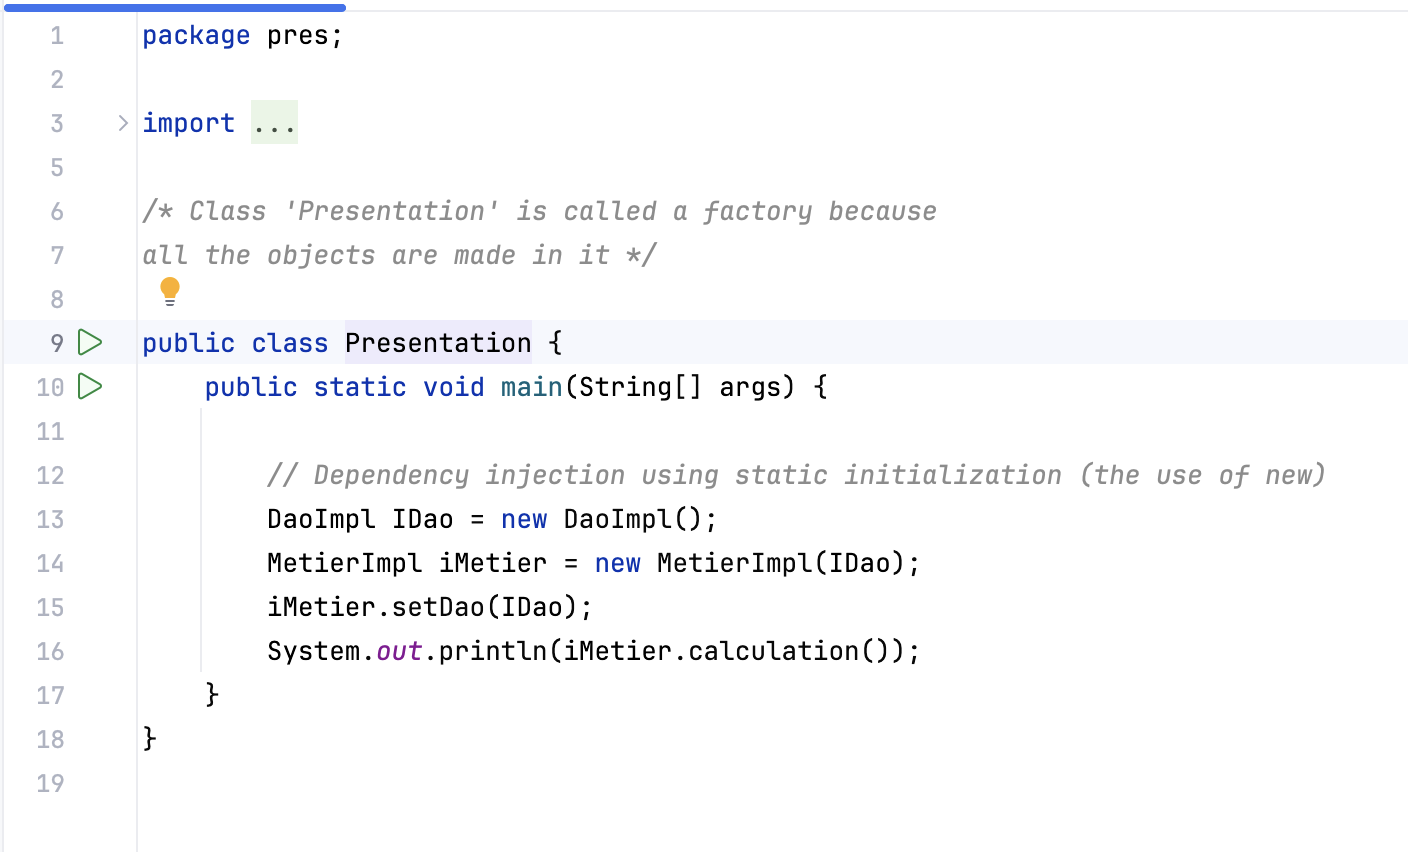 1 package pres;
2
3 import ...
5
6 /* Class 'Presentation' is called a factory because
7 all the objects are made in it */
8
9 public class Presentation {
10 public static void main(String[] args) {
11
12 // Dependency injection using static initialization (the use of new)
13 DaoImpl IDao = new DaoImpl();
14 MetierImpl iMetier = new MetierImpl(IDao);
15 iMetier.setDao(IDao);
16 System.out.println(iMetier.calculation());
17 }
18 }
19